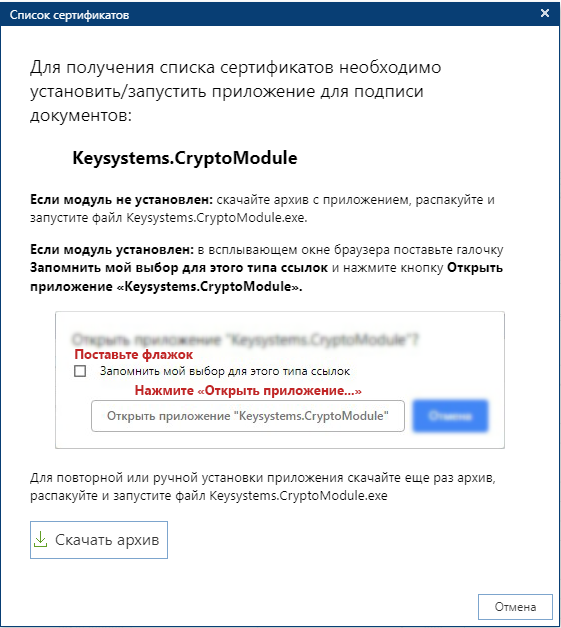 Список сертификатов
Для получения списка сертификатов необходимо
установить/запустить приложение для подписи
документов:
Keysystems.CryptoModule
Если модуль не установлен: скачайте архив с приложением, распакуйте и
запустите файл Keysystems.CryptoModule.exe.
Если модуль установлен: в всплывающем окне браузера поставьте галочку
Запомнить мой выбор для этого типа ссылок и нажмите кнопку Открыть
приложение «Keysystems.CryptoModule».
Открыть приложение "Keysystems.CryptoModule"?
Поставьте флажок
Запомнить мой выбор для этого типа ссылок
Нажмите «Открыть приложение...»
Открыть приложение "Keysystems.CryptoModule"
Отмена
Для повторной или ручной установки приложения скачайте еще раз архив,
распакуйте и запустите файл Keysystems.CryptoModule.exe
Скачать архив
Отмена